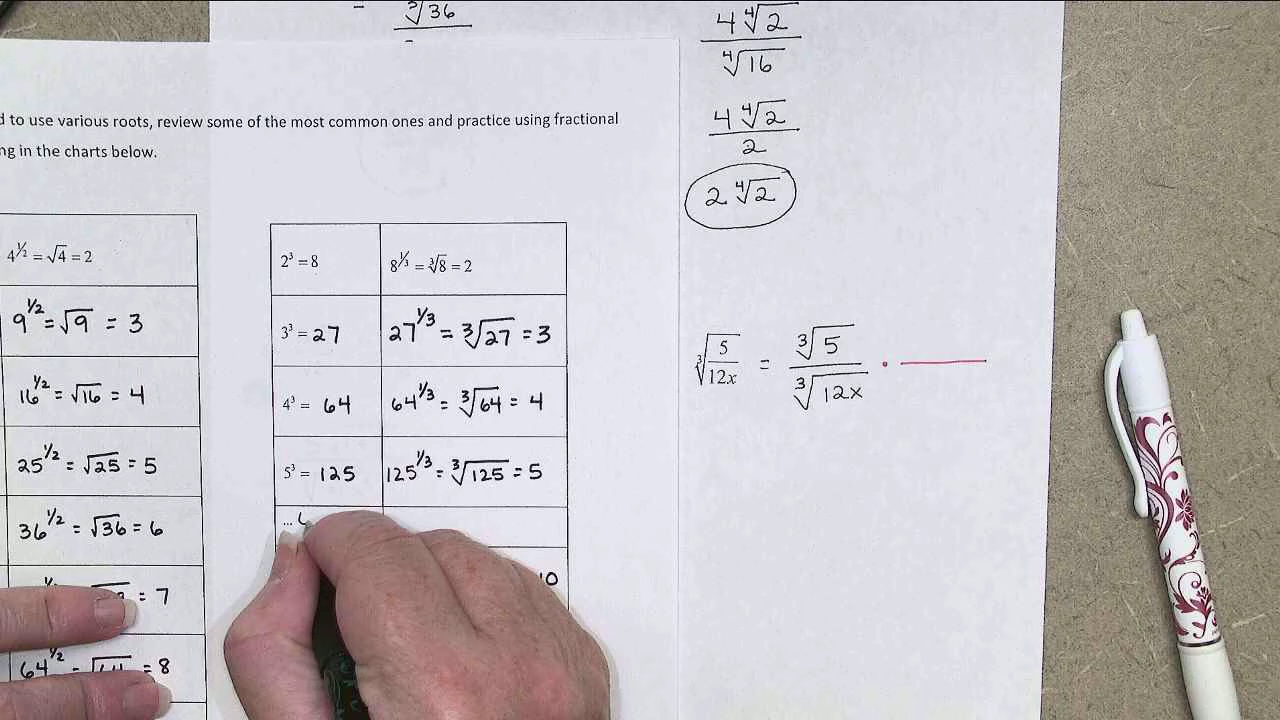 ∛36
4∜2
∜16
4∜2
2
2∜2
d to use various roots, review some of the most common ones and practice using fractional
ng in the charts below.
4^1/2 = √4 = 2
9^1/2 = √9 = 3
16^1/2 = √16 = 4
25^1/2 = √25 = 5
36^1/2 = √36 = 6
= 7
64^1/2 = √64 = 8
2³ = 8
8^1/3 = ∛8 = 2
3³ = 27
27^1/3 = ∛27 = 3
4³ = 64
64^1/3 = ∛64 = 4
5³ = 125
125^1/3 = ∛125 = 5
...
10
∛(5/12x) = ∛5/∛12x ·